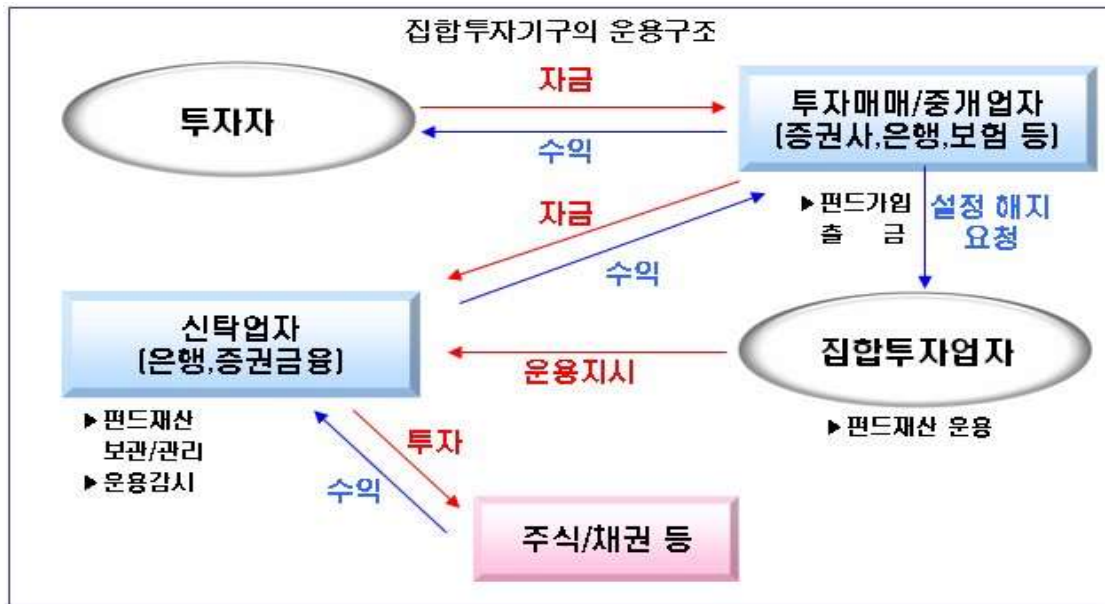 집합투자기구의 운용구조
투자자
자금
수익
투자매매/중개업자
(증권사,은행,보험 등)
자금
수익
▶펀드가입
출 금
설정 해지
요청
신탁업자
(은행,증권금융)
운용지시
집합투자업자
▶펀드재산
보관/관리
▶운용감시
투자
수익
▶펀드재산 운용
주식/채권 등